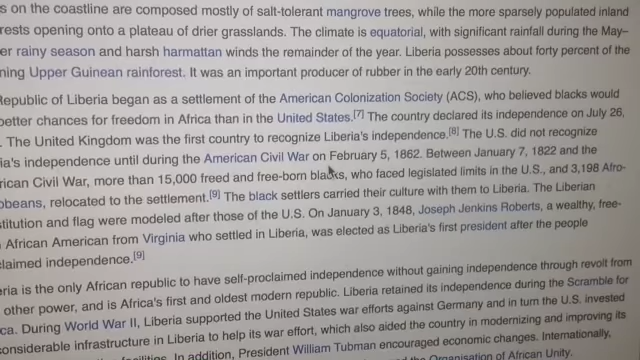 s on the coastline are composed mostly of salt-tolerant mangrove trees, while the more sparsely populated inland
rests opening onto a plateau of drier grasslands. The climate is equatorial, with significant rainfall during the May–
er rainy season and harsh harmattan winds the remainder of the year. Liberia possesses about forty percent of the
ning Upper Guinean rainforest. It was an important producer of rubber in the early 20th century.
Republic of Liberia began as a settlement of the American Colonization Society (ACS), who believed blacks would
better chances for freedom in Africa than in the United States.[7] The country declared its independence on July 26,
. The United Kingdom was the first country to recognize Liberia's independence.[8] The U.S. did not recognize
ia's independence until during the American Civil War on February 5, 1862. Between January 7, 1822 and the
rican Civil War, more than 15,000 freed and free-born blacks, who faced legislated limits in the U.S., and 3,198 Afro-
bbeans, relocated to the settlement.[9] The black settlers carried their culture with them to Liberia. The Liberian
stitution and flag were modeled after those of the U.S. On January 3, 1848, Joseph Jenkins Roberts, a wealthy, free-
African American from Virginia who settled in Liberia, was elected as Liberia's first president after the people
claimed independence.[9]
eria is the only African republic to have self-proclaimed independence without gaining independence through revolt from
other power, and is Africa's first and oldest modern republic. Liberia retained its independence during the Scramble for
ica. During World War II, Liberia supported the United States war efforts against Germany and in turn the U.S. invested
considerable infrastructure in Liberia to help its war effort, which also aided the country in modernizing and improving its
In addition, President William Tubman encouraged economic changes. Internationally,
Organisation of African Unity.